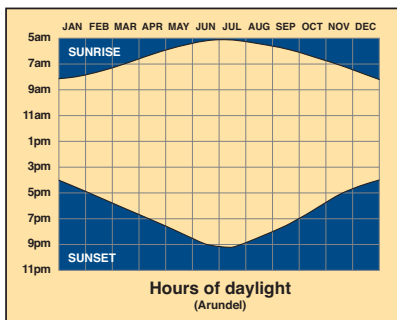 JAN FEB MAR APR MAY JUN JUL AUG SEP OCT NOV DEC
5am
SUNRISE
7am
9am
11am
1pm
3pm
5pm
7pm
9pm
SUNSET
11pm
Hours of daylight
(Arundel)